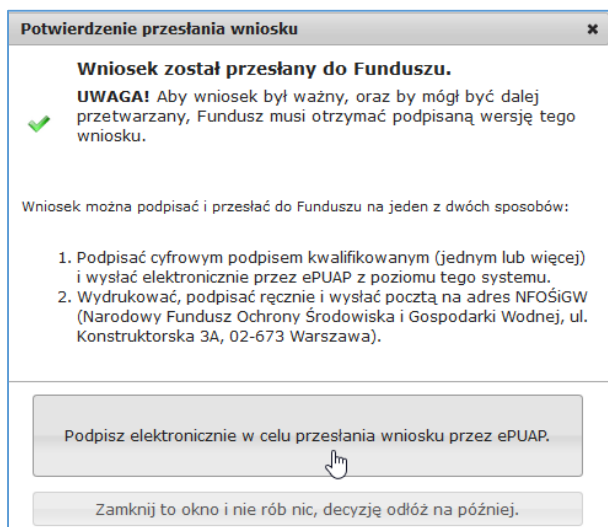 Potwierdzenie przesłania wniosku
Wniosek został przesłany do Funduszu.
UWAGA! Aby wniosek był ważny, oraz by mógł być dalej
przetwarzany, Fundusz musi otrzymać podpisaną wersję tego
wniosku.
Wniosek można podpisać i przesłać do Funduszu na jeden z dwóch sposobów:
1. Podpisać cyfrowym podpisem kwalifikowanym (jednym lub więcej)
i wysłać elektronicznie przez ePUAP z poziomu tego systemu.
2. Wydrukować, podpisać ręcznie i wysłać pocztą na adres NFOŚiGW
(Narodowy Fundusz Ochrony Środowiska i Gospodarki Wodnej, ul.
Konstruktorska 3A, 02-673 Warszawa).
Podpisz elektronicznie w celu przesłania wniosku przez ePUAP.
Zamknij to okno i nie rób nic, decyzję odłóż na później.